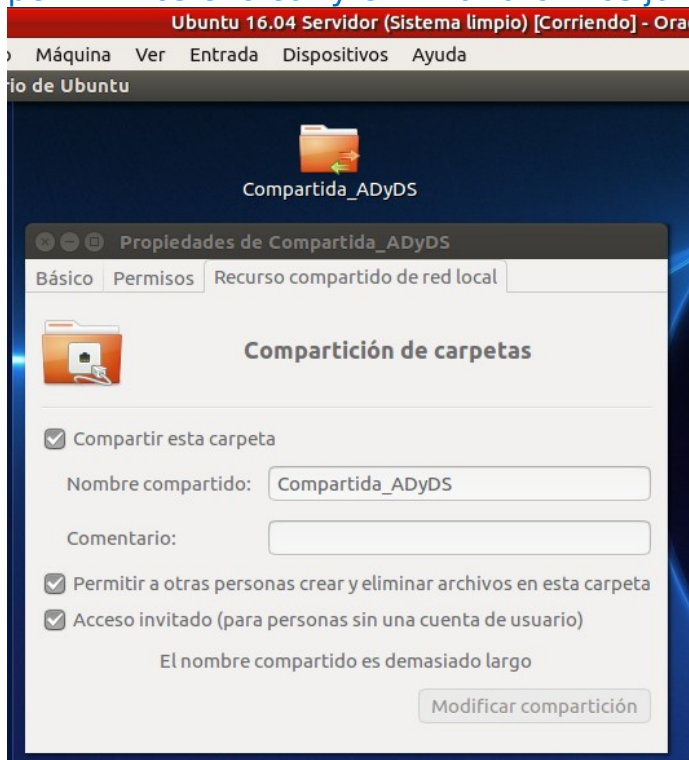 Ubuntu 16.04 Servidor (Sistema limpio) [Corriendo] - Ora
Máquina Ver Entrada Dispositivos Ayuda
io de Ubuntu
Compartida_ADyDS
Propiedades de Compartida_ADyDS
Básico Permisos Recurso compartido de red local
Compartición de carpetas
Compartir esta carpeta
Nombre compartido: Compartida_ADyDS
Comentario:
Permitir a otras personas crear y eliminar archivos en esta carpeta
Acceso invitado (para personas sin una cuenta de usuario)
El nombre compartido es demasiado largo
Modificar compartición